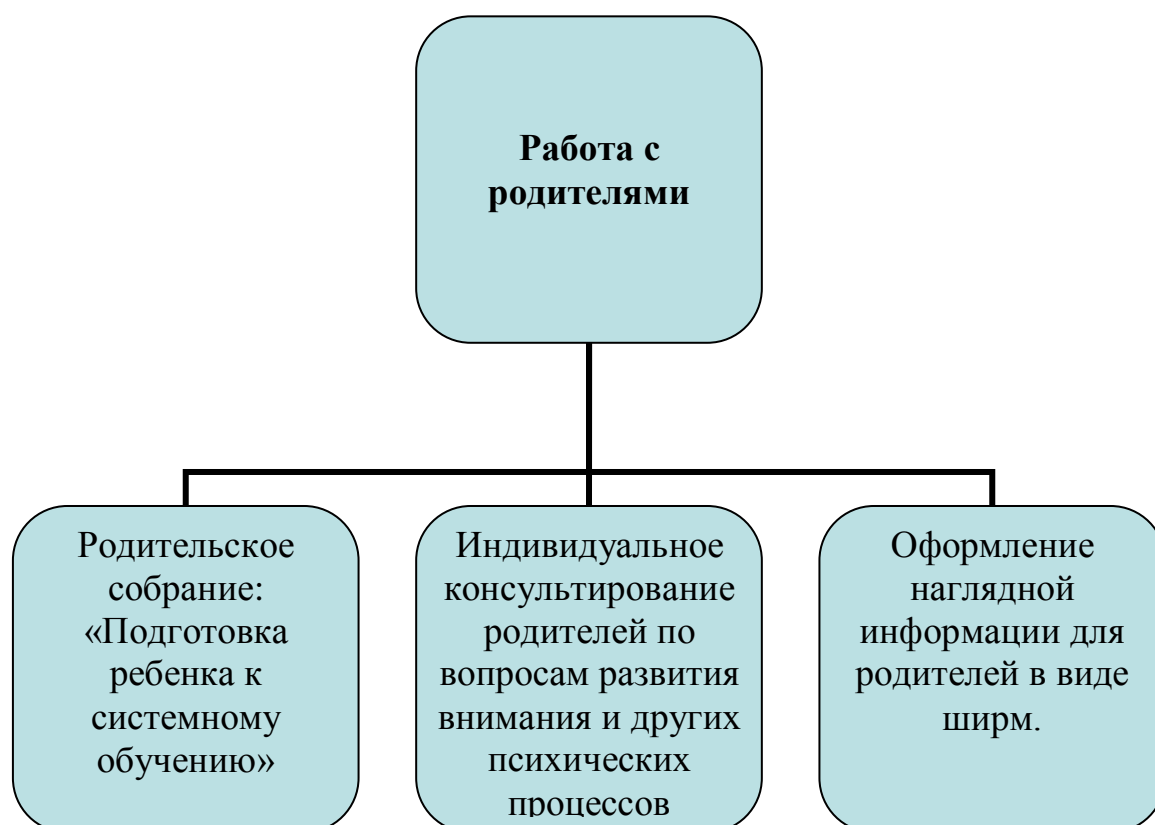 Работа с
родителями
Родительское
собрание:
«Подготовка
ребенка к
системному
обучению»
Индивидуальное
консультирование
родителей по
вопросам развития
внимания и других
психических
процессов
Оформление
наглядной
информации для
родителей в виде
ширм.